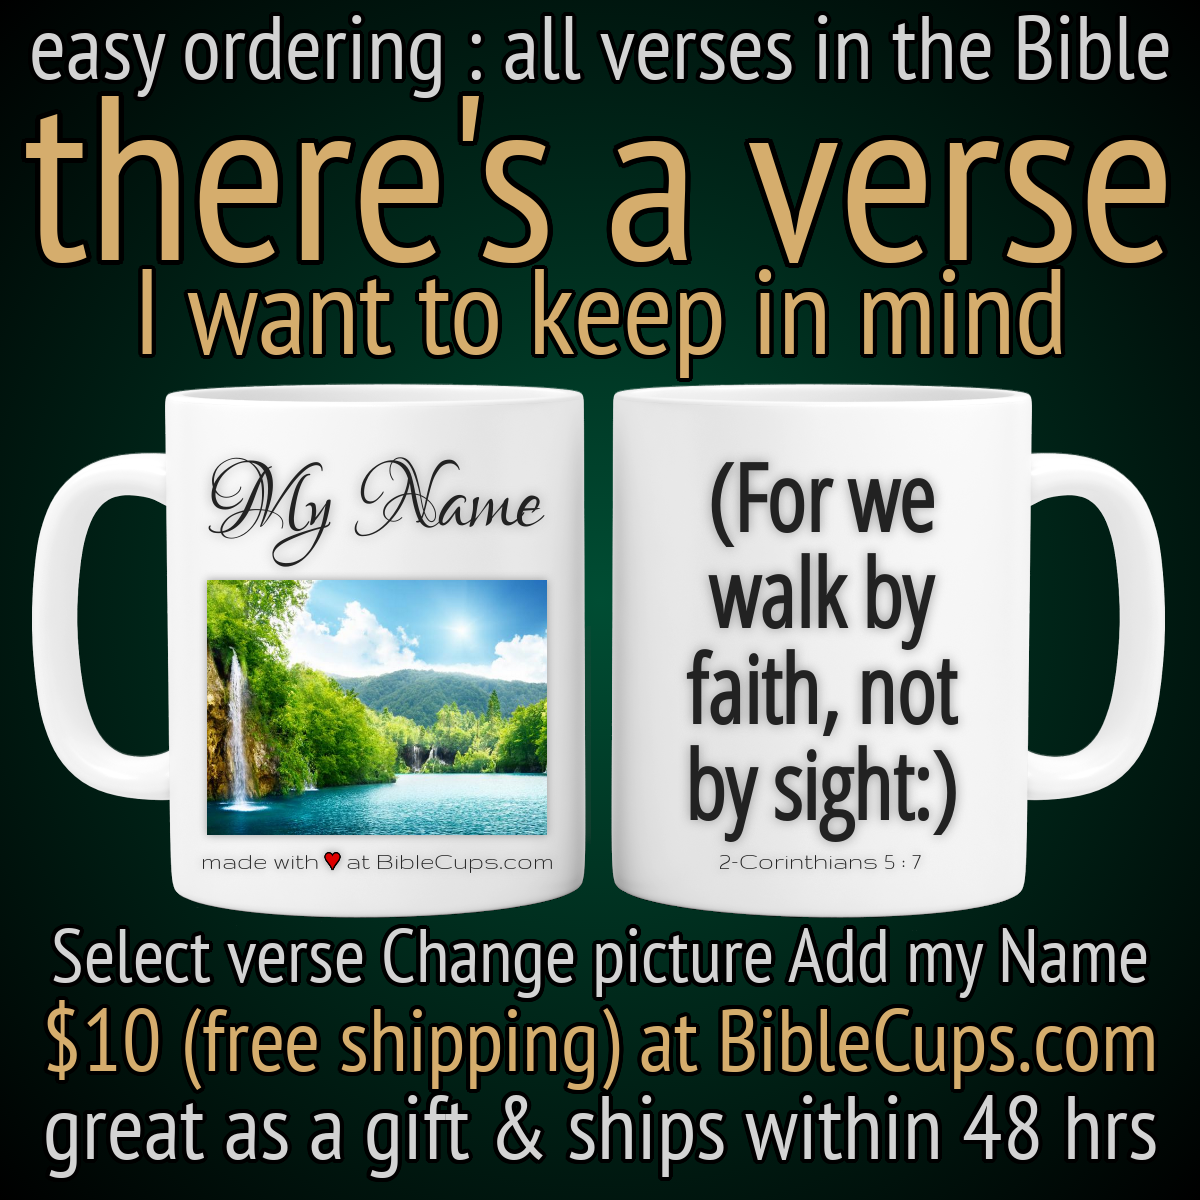 easy ordering : all verses in the Bible
there's a verse
I want to keep in mind
My Name
made with ❤ at BibleCups.com
(For we
walk by
faith, not
by sight:)
2-Corinthians 5 : 7
Select verse Change picture Add my Name
$10 (free shipping) at BibleCups.com
great as a gift & ships within 48 hrs